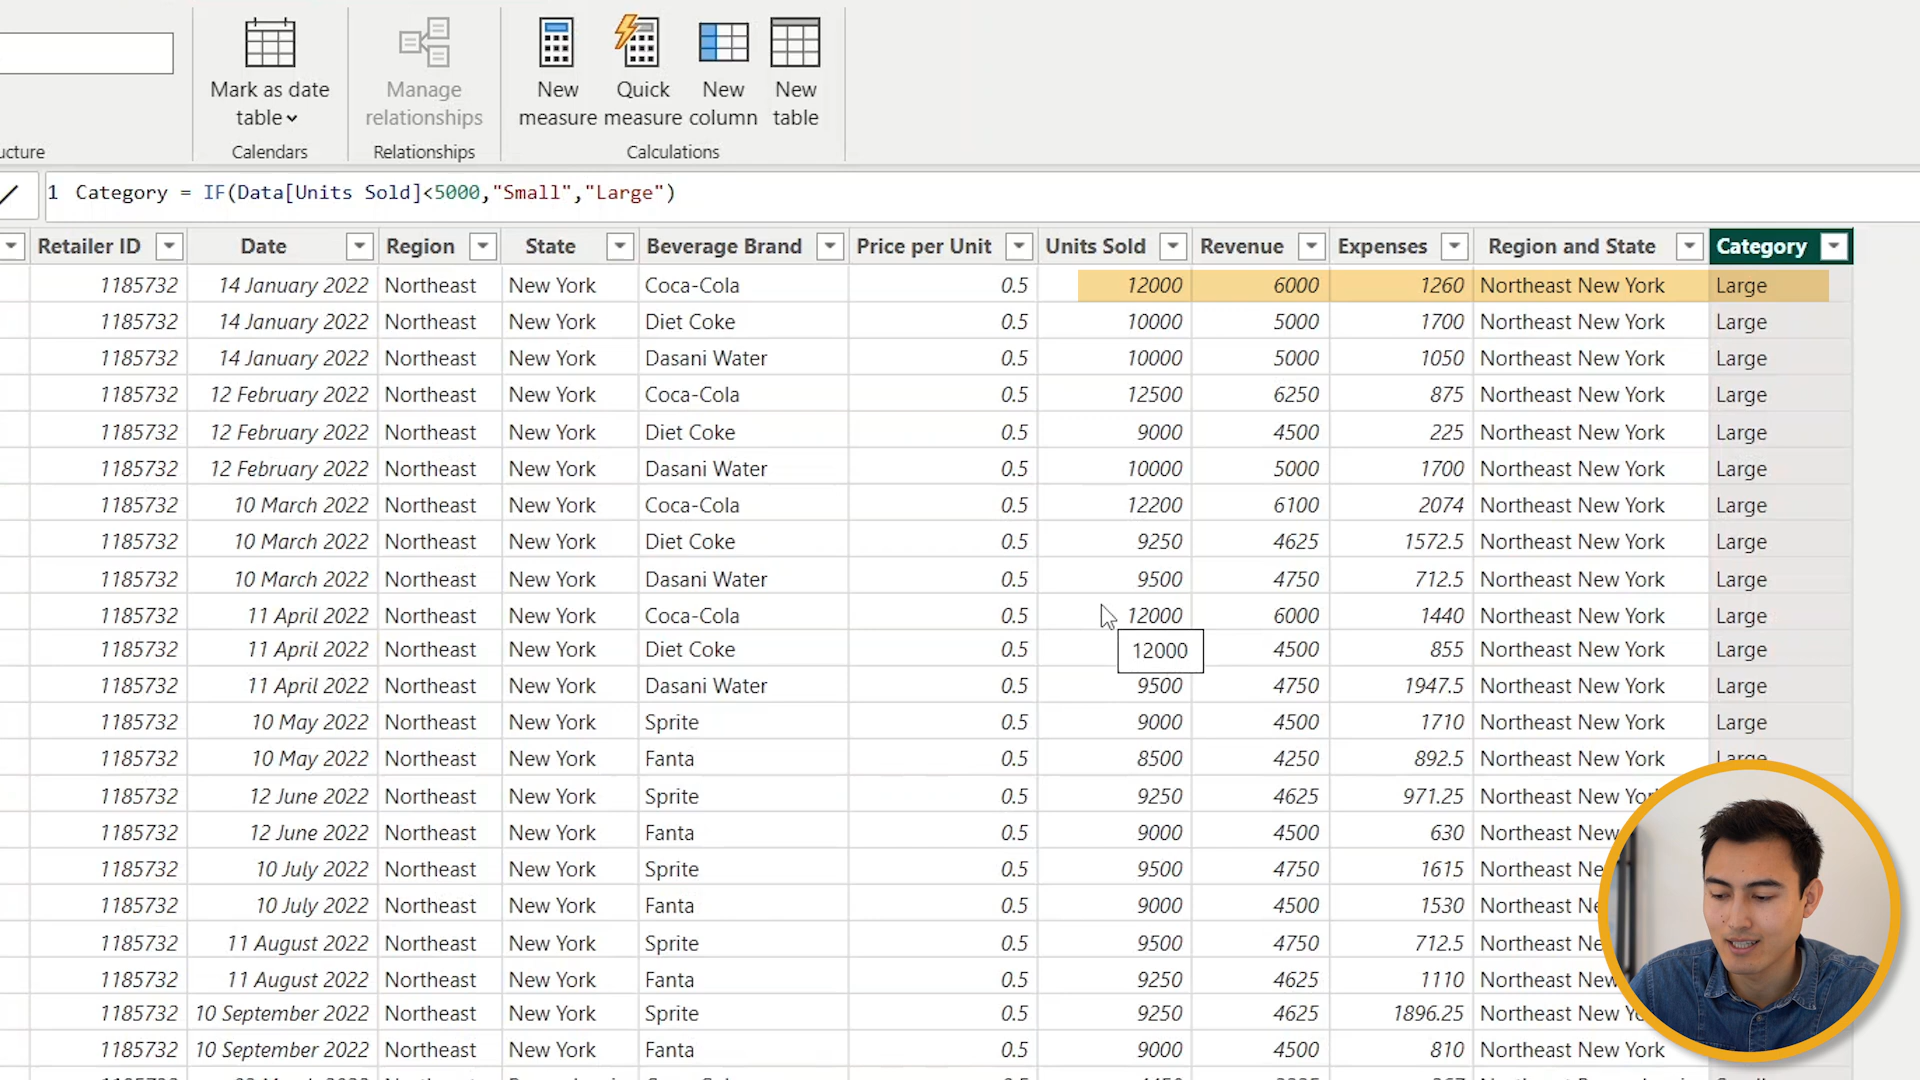 Mark as date table
Manage relationships
New measure
Quick measure
New column
New table
ucture
Calendars
Relationships
Calculations
1 Category = IF(Data[Units Sold]<5000,"Small","Large")
Retailer ID Date Region State Beverage Brand Price per Unit Units Sold Revenue Expenses Region and State Category
1185732 14 January 2022 Northeast New York Coca-Cola 0.5 12000 6000 1260 Northeast New York Large
1185732 14 January 2022 Northeast New York Diet Coke 0.5 10000 5000 1700 Northeast New York Large
1185732 14 January 2022 Northeast New York Dasani Water 0.5 10000 5000 1050 Northeast New York Large
1185732 12 February 2022 Northeast New York Coca-Cola 0.5 12500 6250 875 Northeast New York Large
1185732 12 February 2022 Northeast New York Diet Coke 0.5 9000 4500 225 Northeast New York Large
1185732 12 February 2022 Northeast New York Dasani Water 0.5 10000 5000 1700 Northeast New York Large
1185732 10 March 2022 Northeast New York Coca-Cola 0.5 12200 6100 2074 Northeast New York Large
1185732 10 March 2022 Northeast New York Diet Coke 0.5 9250 4625 1572.5 Northeast New York Large
1185732 10 March 2022 Northeast New York Dasani Water 0.5 9500 4750 712.5 Northeast New York Large
1185732 11 April 2022 Northeast New York Coca-Cola 0.5 12000 6000 1440 Northeast New York Large
1185732 11 April 2022 Northeast New York Diet Coke 0.5 12000 4500 855 Northeast New York Large
1185732 11 April 2022 Northeast New York Dasani Water 0.5 9500 4750 1947.5 Northeast New York Large
1185732 10 May 2022 Northeast New York Sprite 0.5 9000 4500 1710 Northeast New York Large
1185732 10 May 2022 Northeast New York Fanta 0.5 8500 4250 892.5 Northeast New York Large
1185732 12 June 2022 Northeast New York Sprite 0.5 9250 4625 971.25 Northeast New Yor
1185732 12 June 2022 Northeast New York Fanta 0.5 9000 4500 630 Northeast New
1185732 10 July 2022 Northeast New York Sprite 0.5 9500 4750 1615 Northeast Ne
1185732 10 July 2022 Northeast New York Fanta 0.5 9000 4500 1530 Northeast Ne
1185732 11 August 2022 Northeast New York Sprite 0.5 9500 4750 712.5 Northeast Ne
1185732 11 August 2022 Northeast New York Fanta 0.5 9250 4625 1110 Northeast New
1185732 10 September 2022 Northeast New York Sprite 0.5 9250 4625 1896.25 Northeast New Yo
1185732 10 September 2022 Northeast New York Fanta 0.5 9000 4500 810 Northeast New York